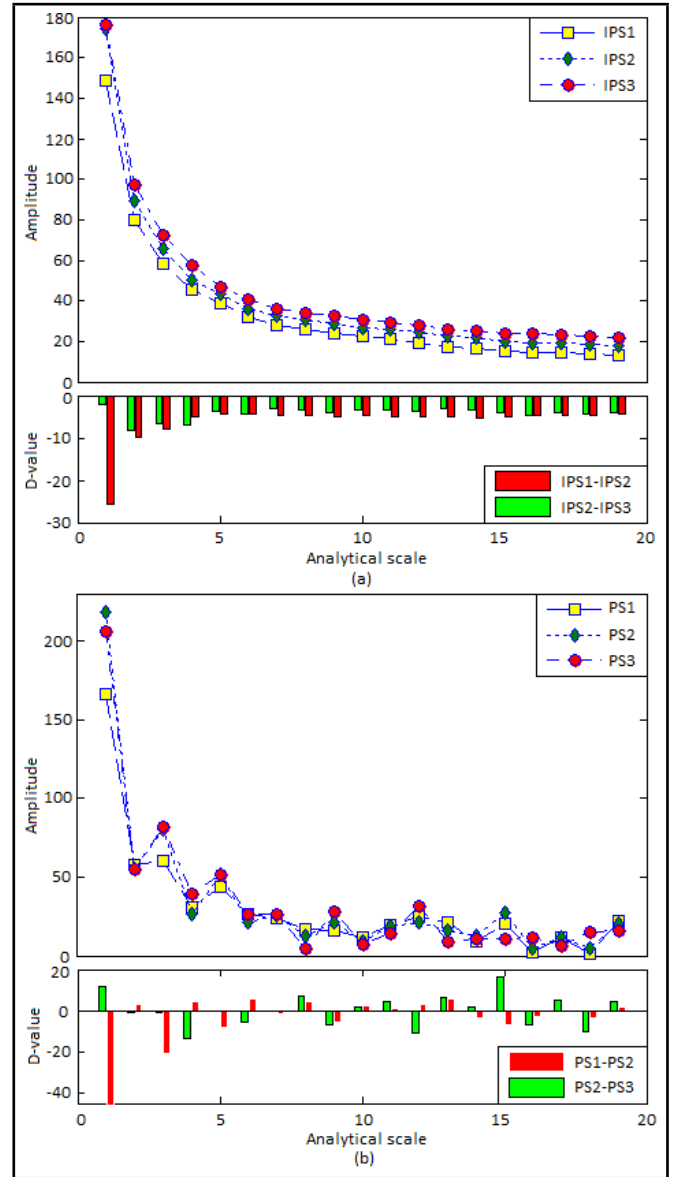 180
160
140
120
100
80
60
40
20
0
Amplitude
IPS1
IPS2
IPS3
0
-10
-20
-30
D-value
IPS1-IPS2
IPS2-IPS3
0
5
10
15
20
Analytical scale
(a)
200
150
100
50
0
Amplitude
PS1
PS2
PS3
20
0
-20
-40
D-value
PS1-PS2
PS2-PS3
0
5
10
15
20
Analytical scale
(b)